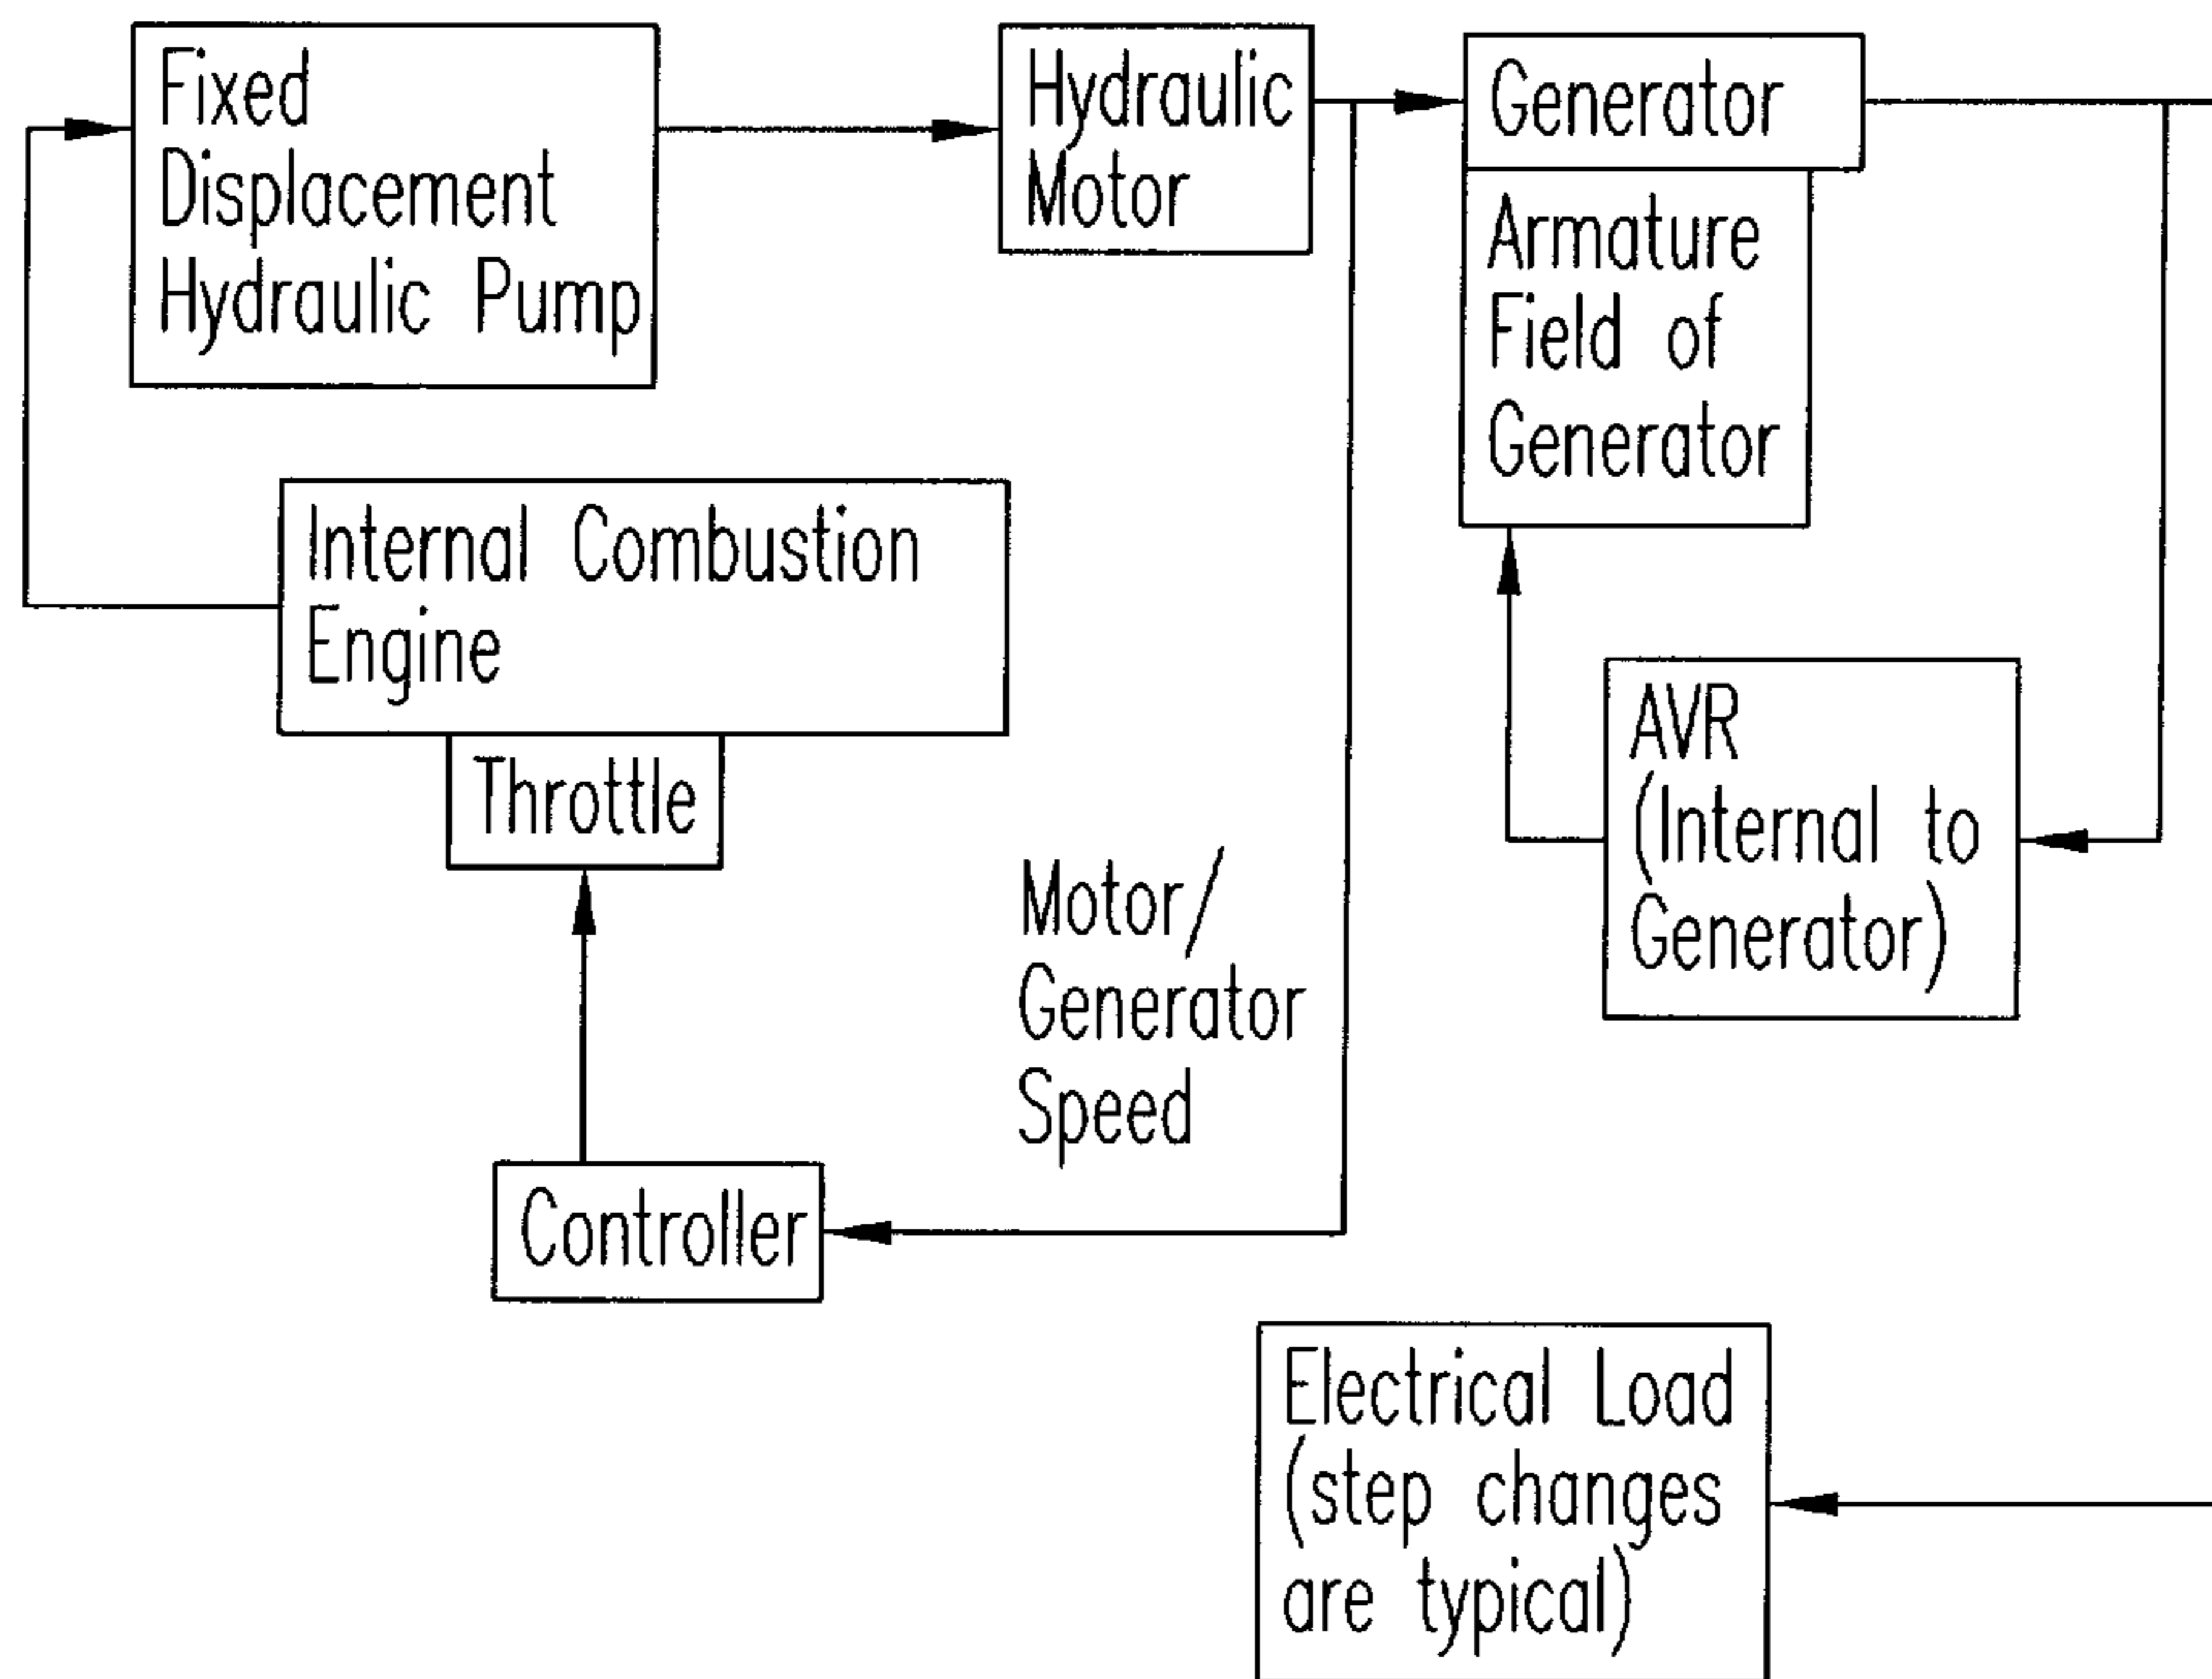 Fixed
Displacement
Hydraulic Pump
Hydraulic
Motor
Generator
Armature
Field of
Generator
Internal Combustion
Engine
Throttle
AVR
(Internal to
Generator)
Motor/
Generator
Speed
Controller
Electrical Load
(step changes
are typical)